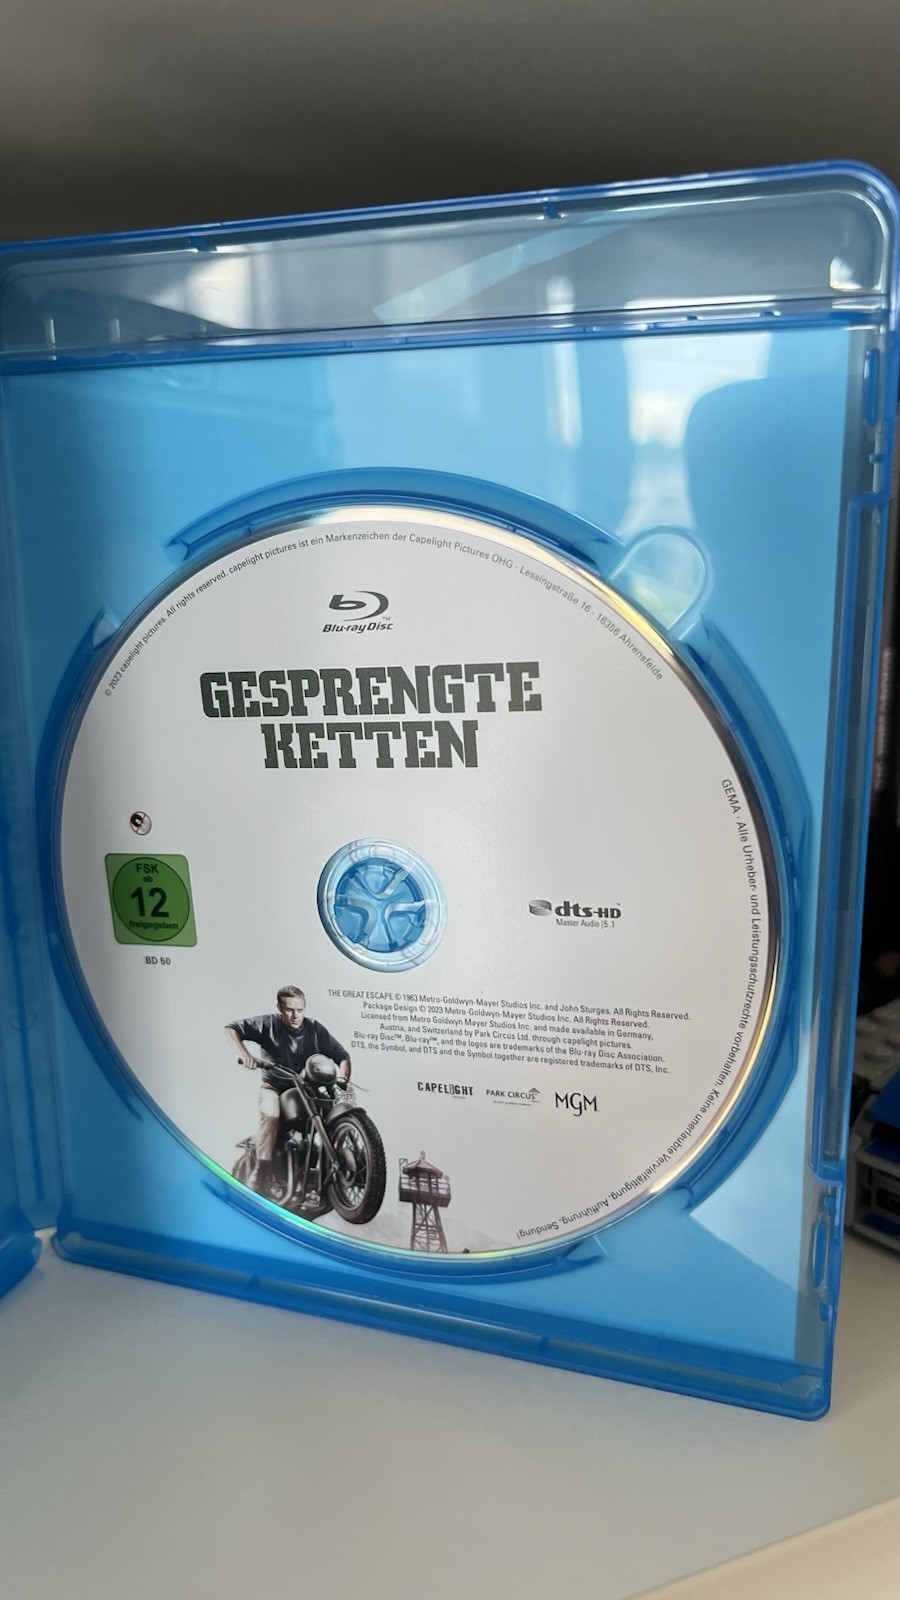 © 2023 capelight pictures. All rights reserved. capelight pictures ist ein Markenzeichen der Capelight Pictures OHG · Lessingstraße 16 · 16356 Ahrensfelde
Blu-ray Disc™
GESPRENGTE
KETTEN
FSK
ab
12
freigegeben
BD 50
dts-HD™
Master Audio | 5.1
GEMA · Alle Urheber- und Leistungsschutzrechte vorbehalten. Keine unerlaubte Vervielfältigung, Aufführung, Sendung!
THE GREAT ESCAPE © 1963 Metro-Goldwyn-Mayer Studios Inc. and John Sturges. All Rights Reserved.
Package Design © 2023 Metro-Goldwyn-Mayer Studios Inc. All Rights Reserved.
Licensed from Metro Goldwyn Mayer Studios Inc. and made available in Germany,
Austria, and Switzerland by Park Circus Ltd. through capelight pictures.
Blu-ray Disc™, Blu-ray™, and the logos are trademarks of the Blu-ray Disc Association.
DTS, the Symbol, and DTS and the Symbol together are registered trademarks of DTS, Inc.
CAPELIGHT
PARK CIRCUS
MGM